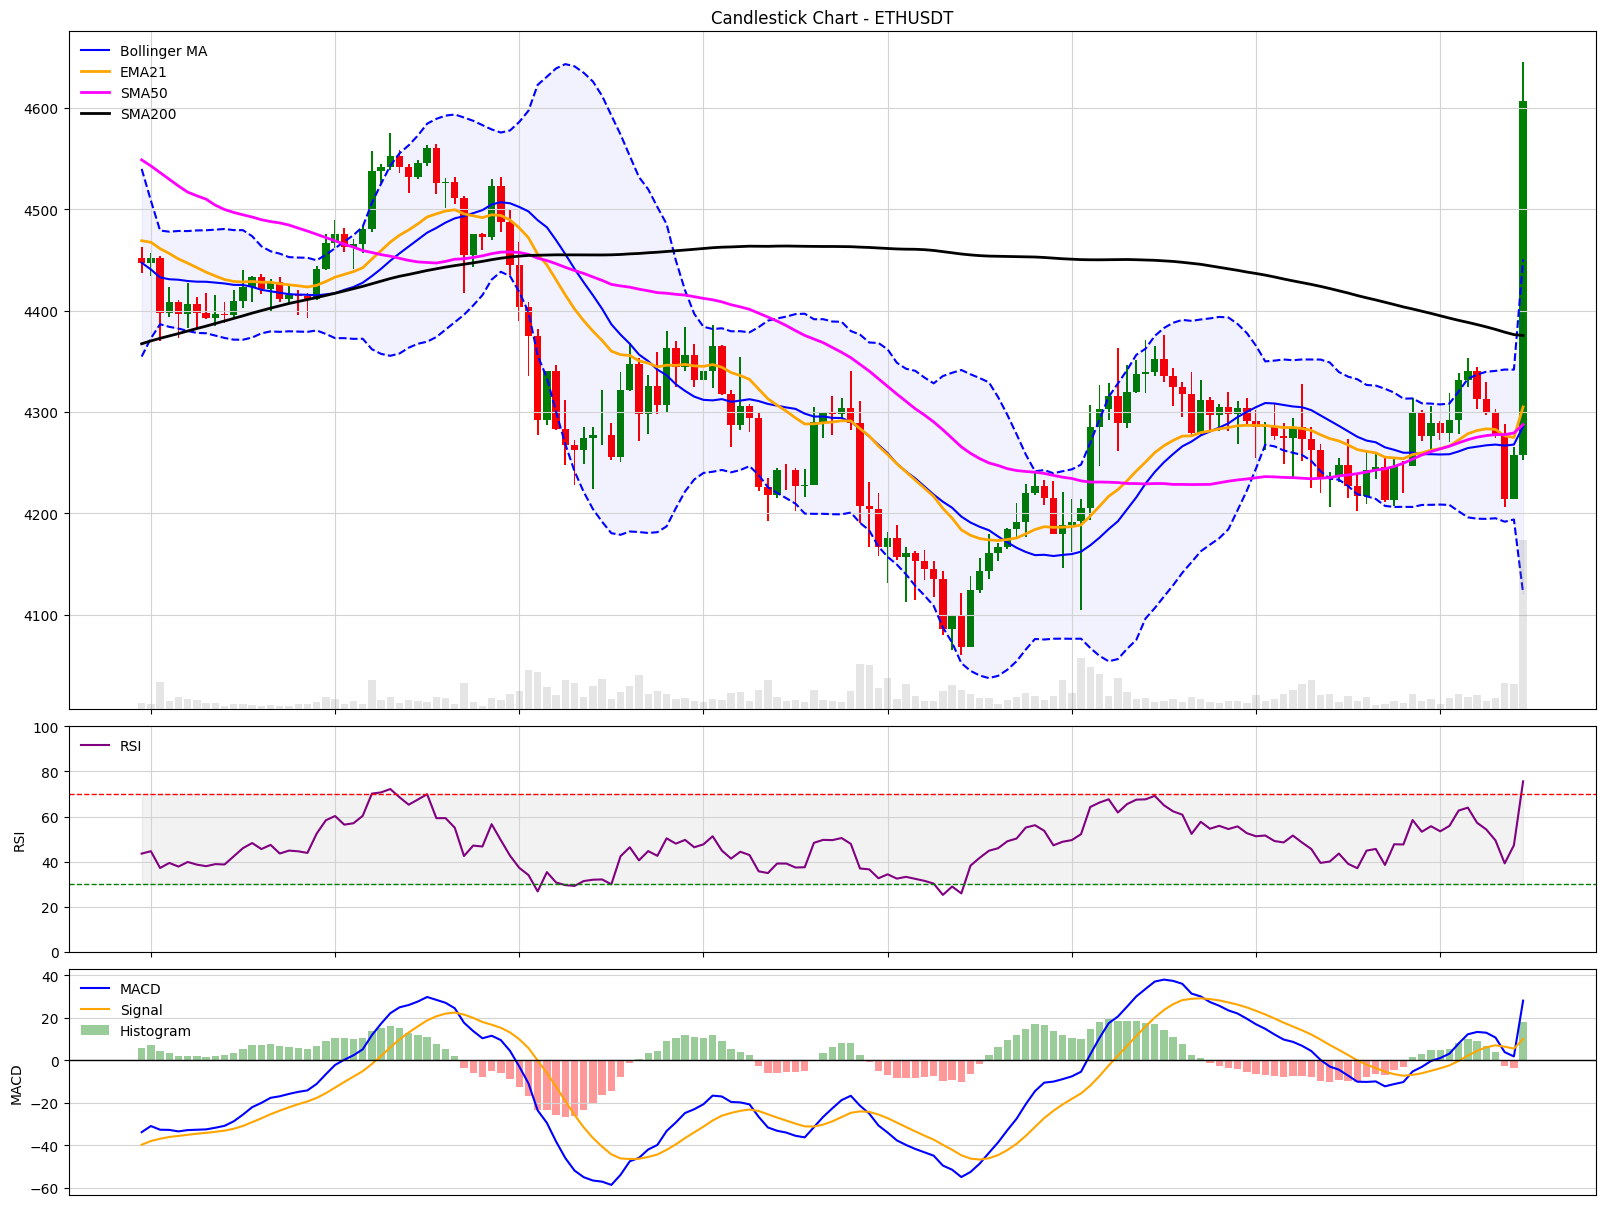 Candlestick Chart - ETHUSDT
Bollinger MA
EMA21
SMA50
SMA200
4600
4500
4400
4300
4200
4100
100
80
60
40
20
0
RSI
RSI
40
20
0
−20
−40
−60
MACD
MACD
Signal
Histogram